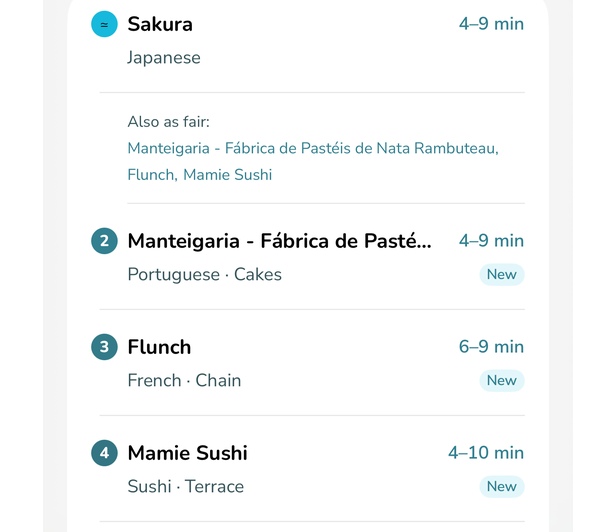 ≃ Sakura 4–9 min
Japanese
Also as fair:
Manteigaria - Fábrica de Pastéis de Nata Rambuteau,
Flunch, Mamie Sushi
2 Manteigaria - Fábrica de Pasté... 4–9 min
Portuguese · Cakes New
3 Flunch 6–9 min
French · Chain New
4 Mamie Sushi 4–10 min
Sushi · Terrace New